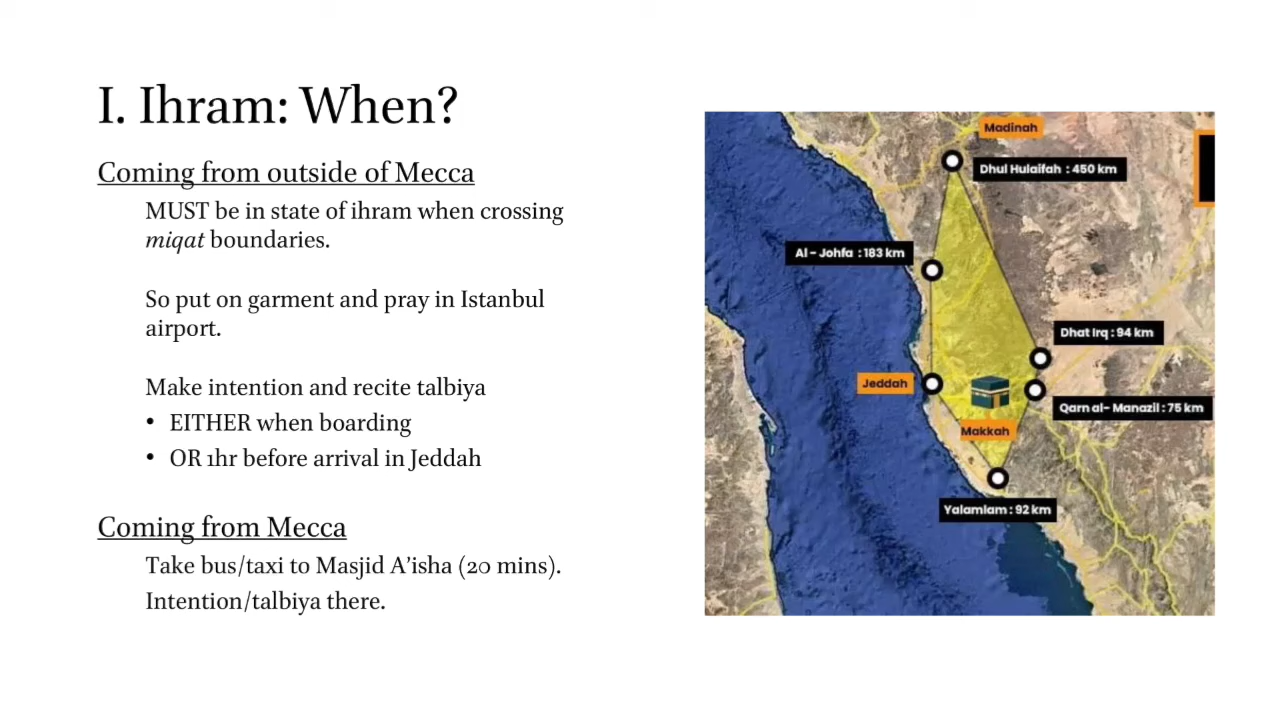 I. Ihram: When?
Coming from outside of Mecca
MUST be in state of ihram when crossing
miqat boundaries.
So put on garment and pray in Istanbul
airport.
Make intention and recite talbiya
• EITHER when boarding
• OR 1hr before arrival in Jeddah
Coming from Mecca
Take bus/taxi to Masjid A’isha (20 mins).
Intention/talbiya there.
Madinah
Dhul Hulaifah : 450 km
Al - Johfa : 183 km
Dhat Irq : 94 km
Jeddah
Qarn al- Manazil : 75 km
Makkah
Yalamlam : 92 km